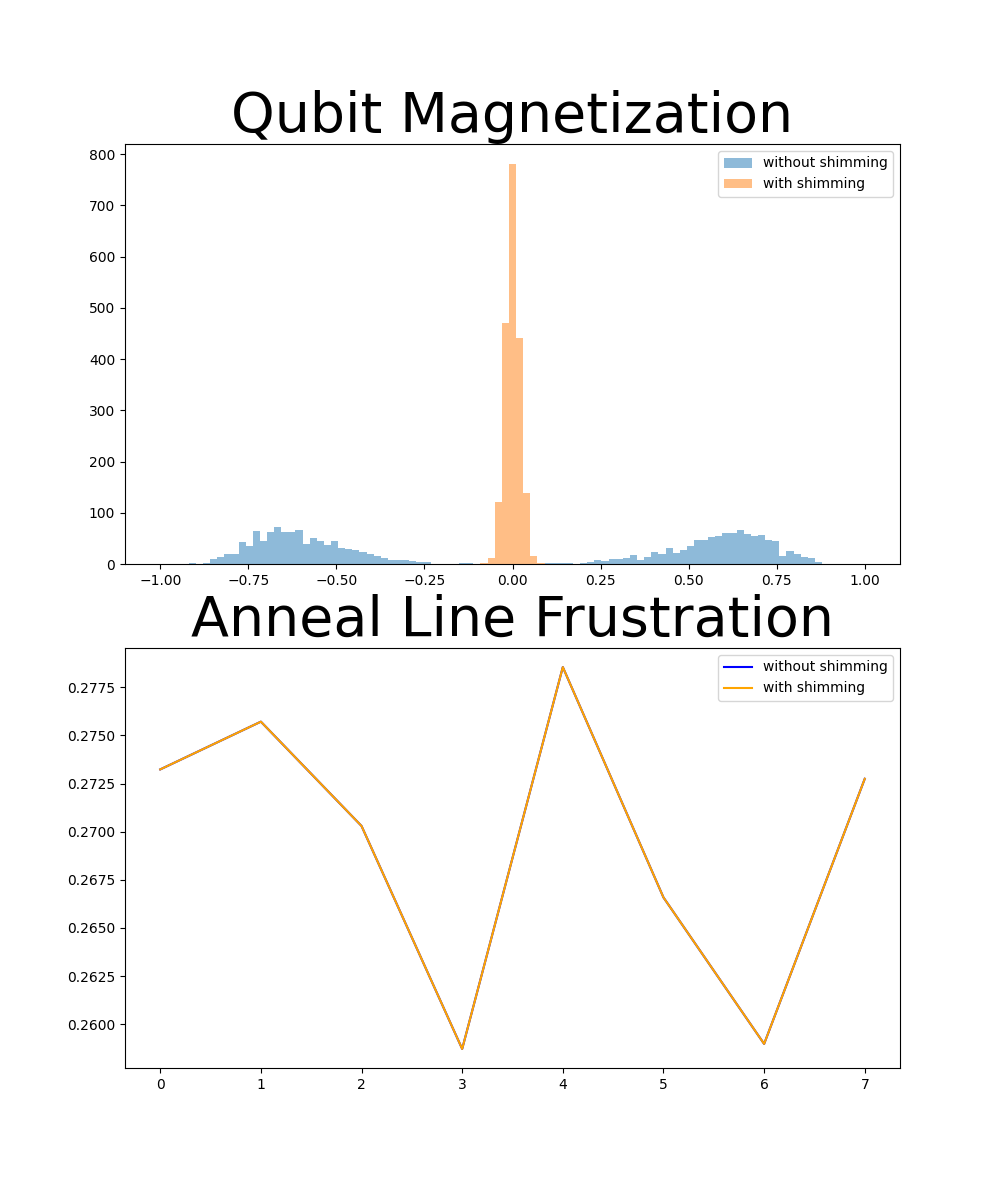 Qubit Magnetization
800
700
600
500
400
300
200
100
0
without shimming
with shimming
−1.00 −0.75 −0.50 −0.25 0.00 0.25 0.50 0.75 1.00
Anneal Line Frustration
0.2775
0.2750
0.2725
0.2700
0.2675
0.2650
0.2625
0.2600
without shimming
with shimming
0 1 2 3 4 5 6 7